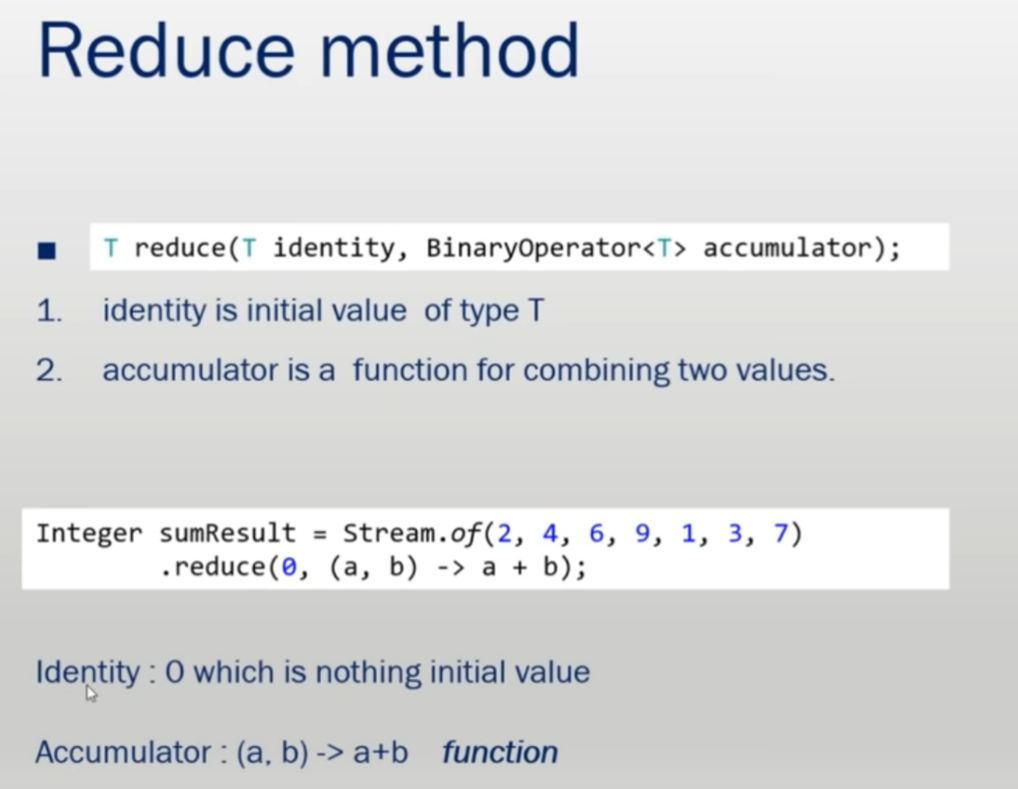 Reduce method
T reduce(T identity, BinaryOperator<T> accumulator);
1. identity is initial value of type T
2. accumulator is a function for combining two values.
Integer sumResult = Stream.of(2, 4, 6, 9, 1, 3, 7)
.reduce(0, (a, b) -> a + b);
Identity : 0 which is nothing initial value
Accumulator : (a, b) -> a+b function